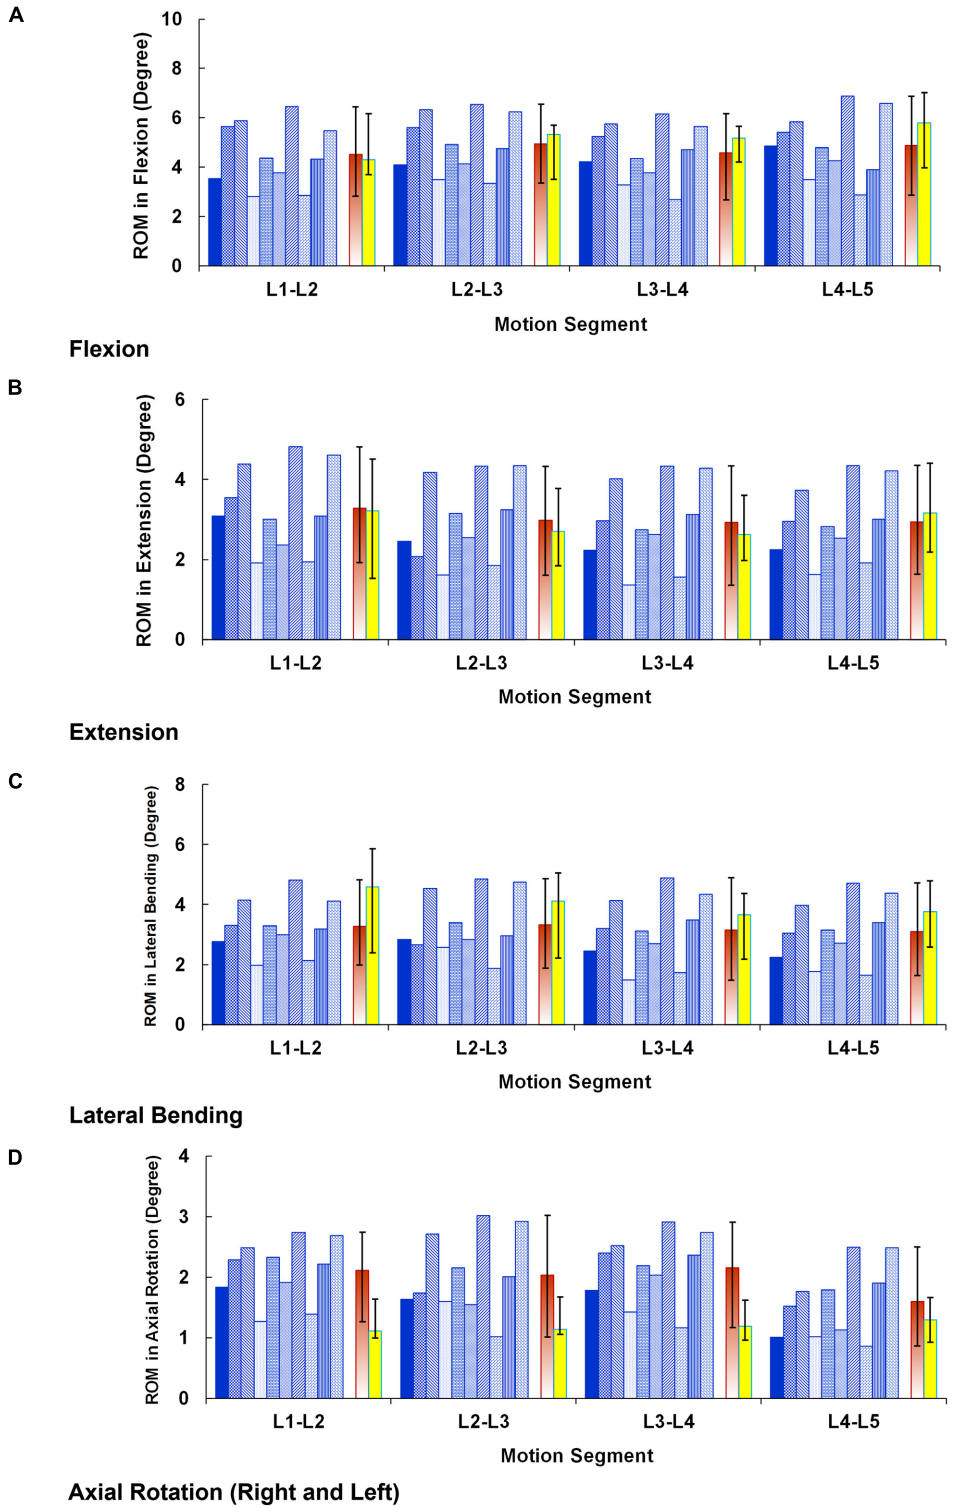 A
ROM in Flexion (Degree)
10
8
6
4
2
0
L1-L2 L2-L3 L3-L4 L4-L5
Motion Segment
Flexion
B
ROM in Extension (Degree)
6
4
2
0
L1-L2 L2-L3 L3-L4 L4-L5
Motion Segment
Extension
C
ROM in Lateral Bending (Degree)
8
6
4
2
0
L1-L2 L2-L3 L3-L4 L4-L5
Motion Segment
Lateral Bending
D
ROM in Axial Rotation (Degree)
4
3
2
1
0
L1-L2 L2-L3 L3-L4 L4-L5
Motion Segment
Axial Rotation (Right and Left)